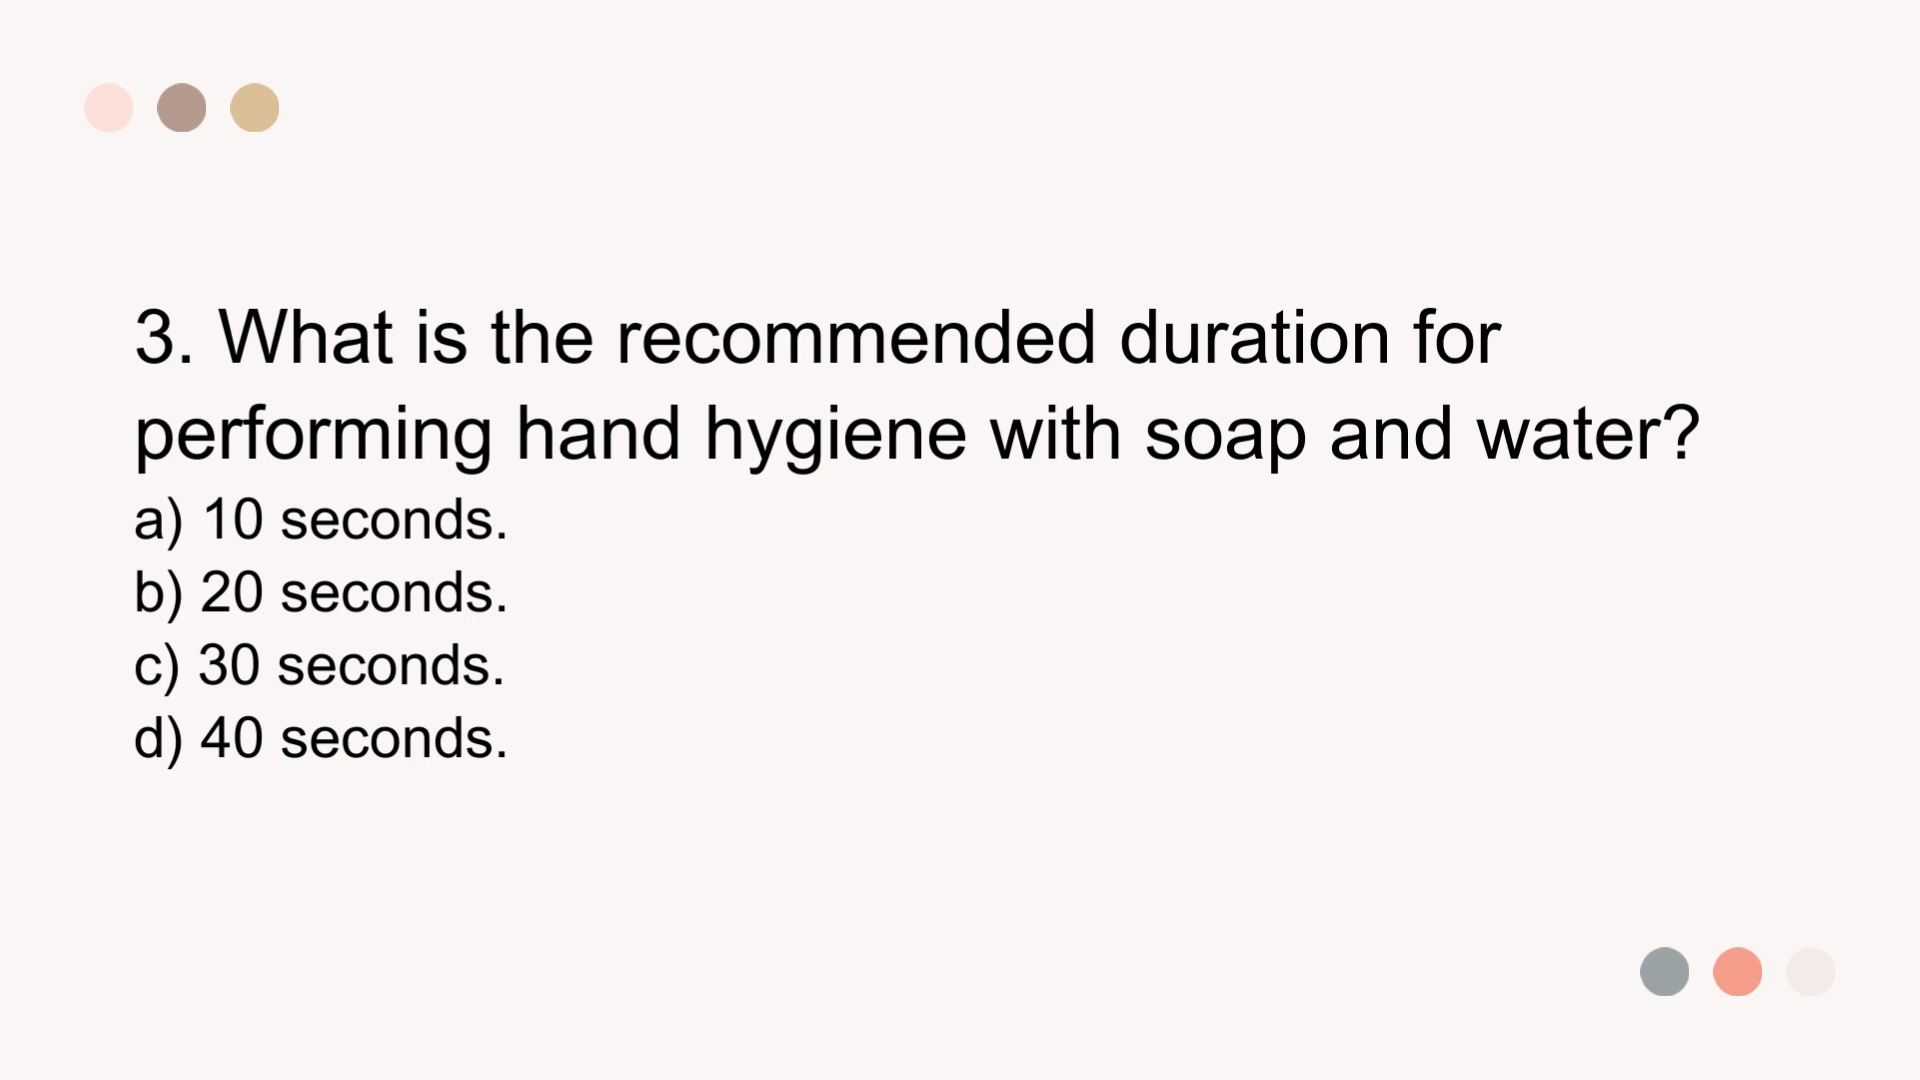 3. What is the recommended duration for
performing hand hygiene with soap and water?
a) 10 seconds.
b) 20 seconds.
c) 30 seconds.
d) 40 seconds.